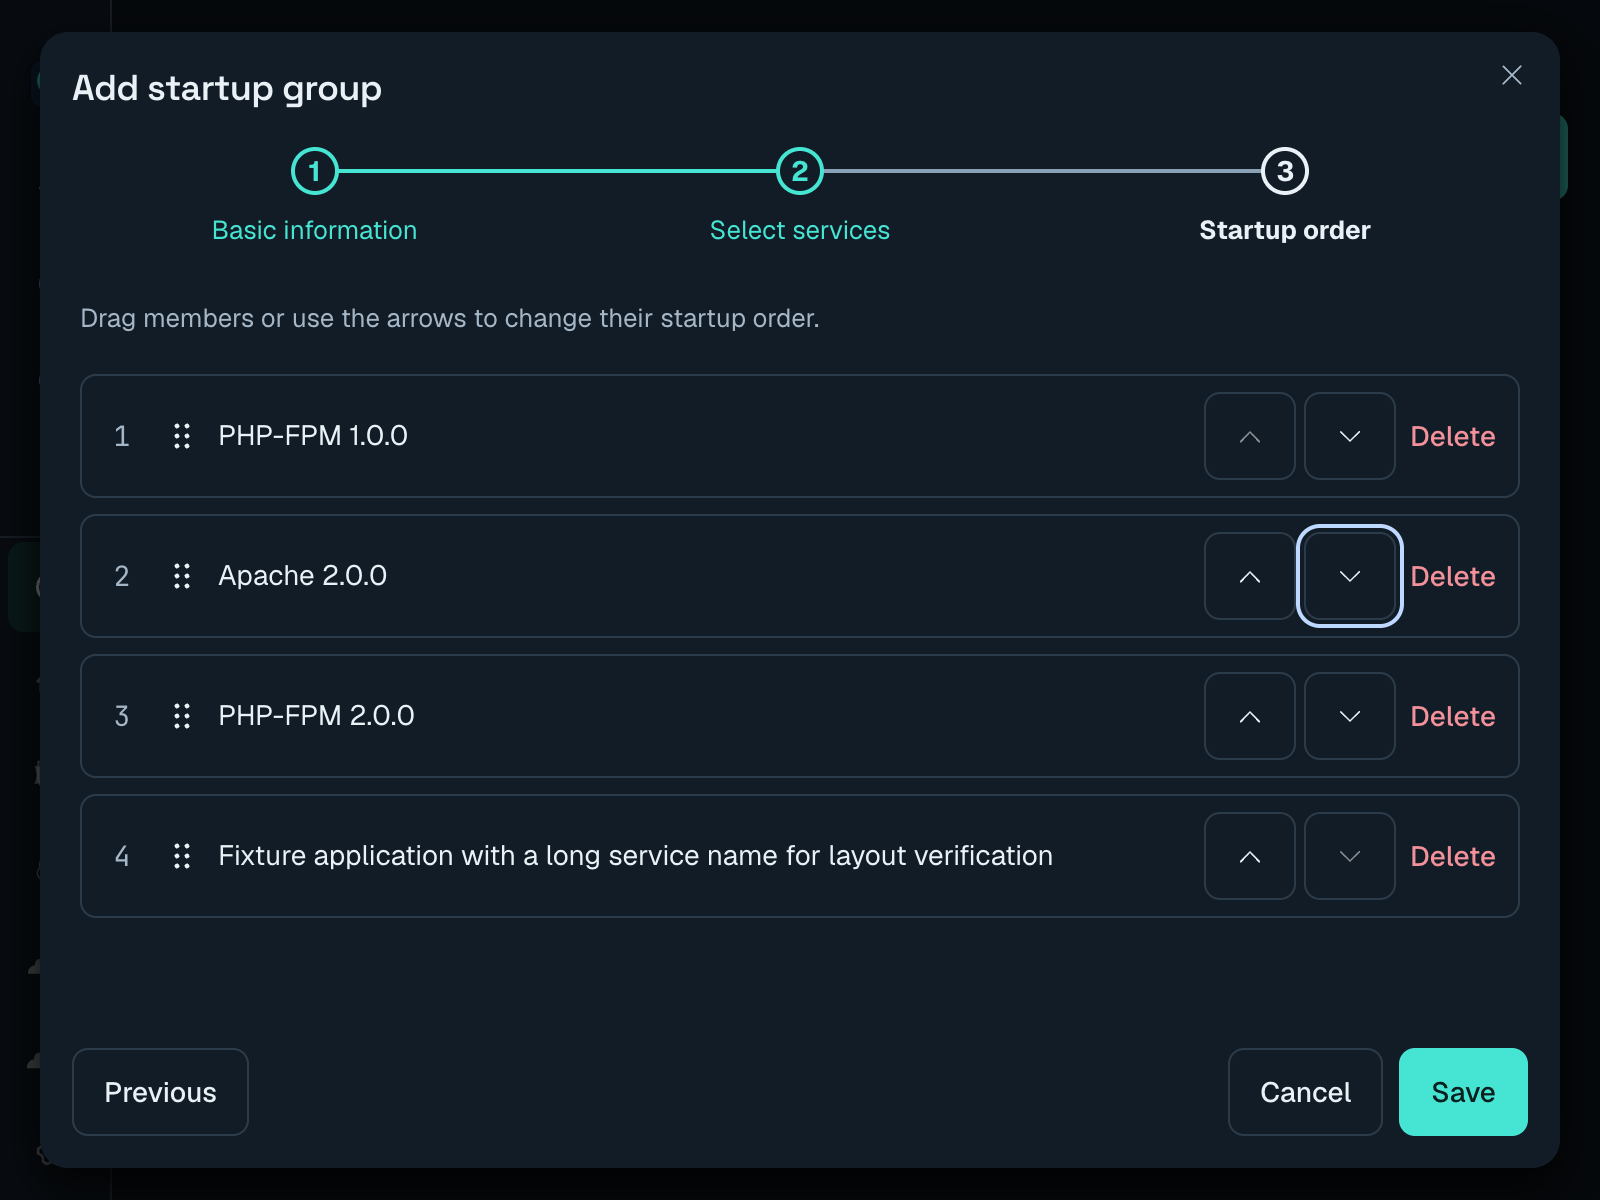 Add startup group
1
2
3
Basic information
Select services
Startup order
Drag members or use the arrows to change their startup order.
1 PHP-FPM 1.0.0 Delete
2 Apache 2.0.0 Delete
3 PHP-FPM 2.0.0 Delete
4 Fixture application with a long service name for layout verification Delete
Previous
Cancel
Save